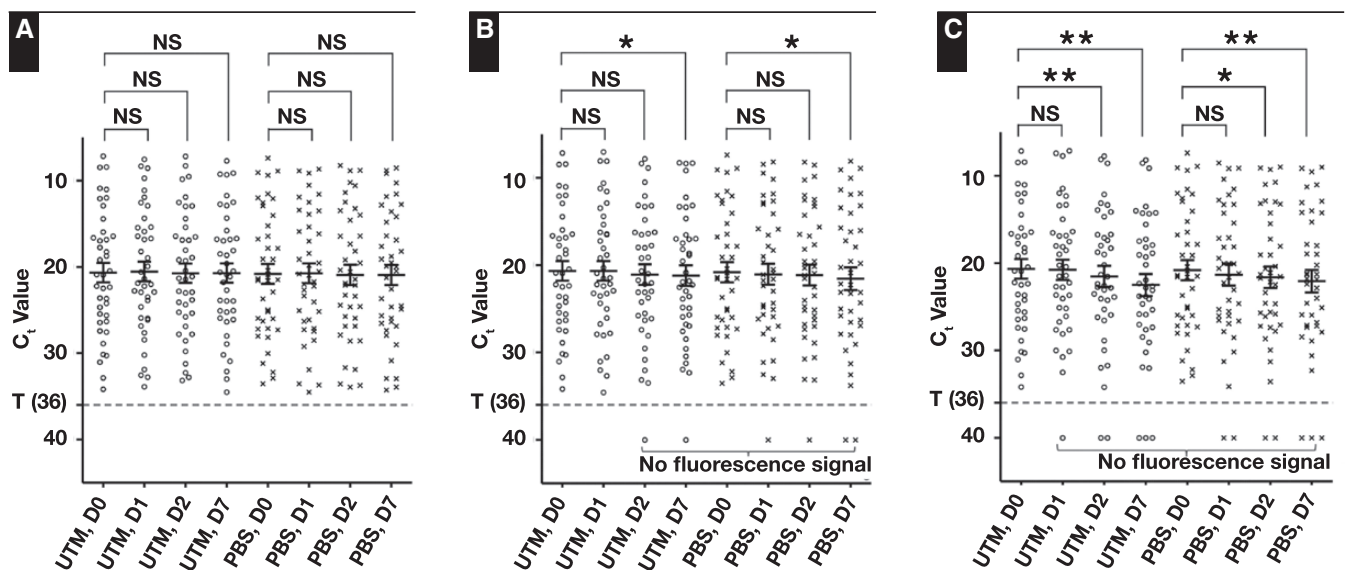 A
NS
NS
NS
NS
NS
NS
10
20
30
T (36)
40
Ct Value
UTM, D0
UTM, D1
UTM, D2
UTM, D7
PBS, D0
PBS, D1
PBS, D2
PBS, D7
B
*
*
NS
NS
NS
NS
10
20
30
T (36)
40
Ct Value
No fluorescence signal
UTM, D0
UTM, D1
UTM, D2
UTM, D7
PBS, D0
PBS, D1
PBS, D2
PBS, D7
C
**
**
**
*
NS
NS
10
20
30
T (36)
40
Ct Value
No fluorescence signal
UTM, D0
UTM, D1
UTM, D2
UTM, D7
PBS, D0
PBS, D1
PBS, D2
PBS, D7